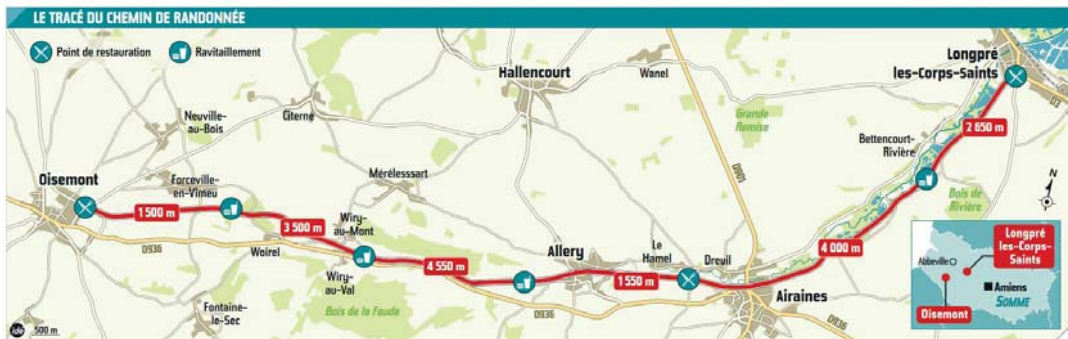 LE TRACÉ DU CHEMIN DE RANDONNÉE
Point de restauration
Ravitaillement
Longpré
les-Corps-Saints
Hallencourt
Wanel
D3
Citerne
Neuville-
au-Bois
Grande
Remise
D901
2 650 m
Bettencourt-
Rivière
Oisemont
Forceville-
en-Vimeu
Mérélesssart
N
1 500 m
3 500 m
Wiry-
au-Mont
Bois de
Rivière
D936
Woirel
Wiry-
au-Val
4 550 m
Allery
Le
Hamel
1 550 m
Dreuil
4 000 m
Airaines
Fontaine-
le-Sec
Bois de la Faude
D936
D936
Longpré
les-Corps-
Saints
Abbeville
Amiens
SOMME
Oisemont
idé
500 m